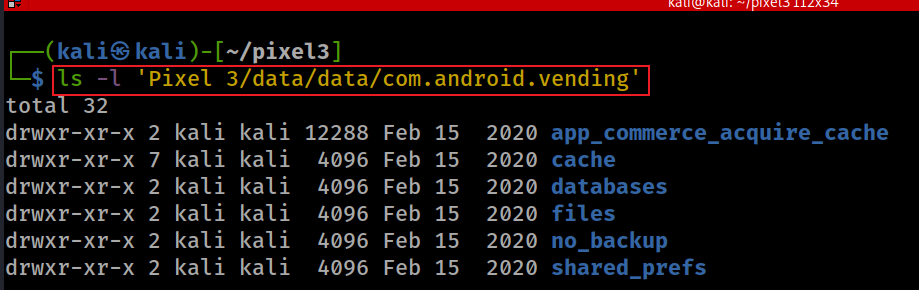 kali@kali: ~/pixel3 112x34
┌──(kali㉿kali)-[~/pixel3]
└─$ ls -l 'Pixel 3/data/data/com.android.vending'
total 32
drwxr-xr-x 2 kali kali 12288 Feb 15  2020 app_commerce_acquire_cache
drwxr-xr-x 7 kali kali  4096 Feb 15  2020 cache
drwxr-xr-x 2 kali kali  4096 Feb 15  2020 databases
drwxr-xr-x 2 kali kali  4096 Feb 15  2020 files
drwxr-xr-x 2 kali kali  4096 Feb 15  2020 no_backup
drwxr-xr-x 2 kali kali  4096 Feb 15  2020 shared_prefs